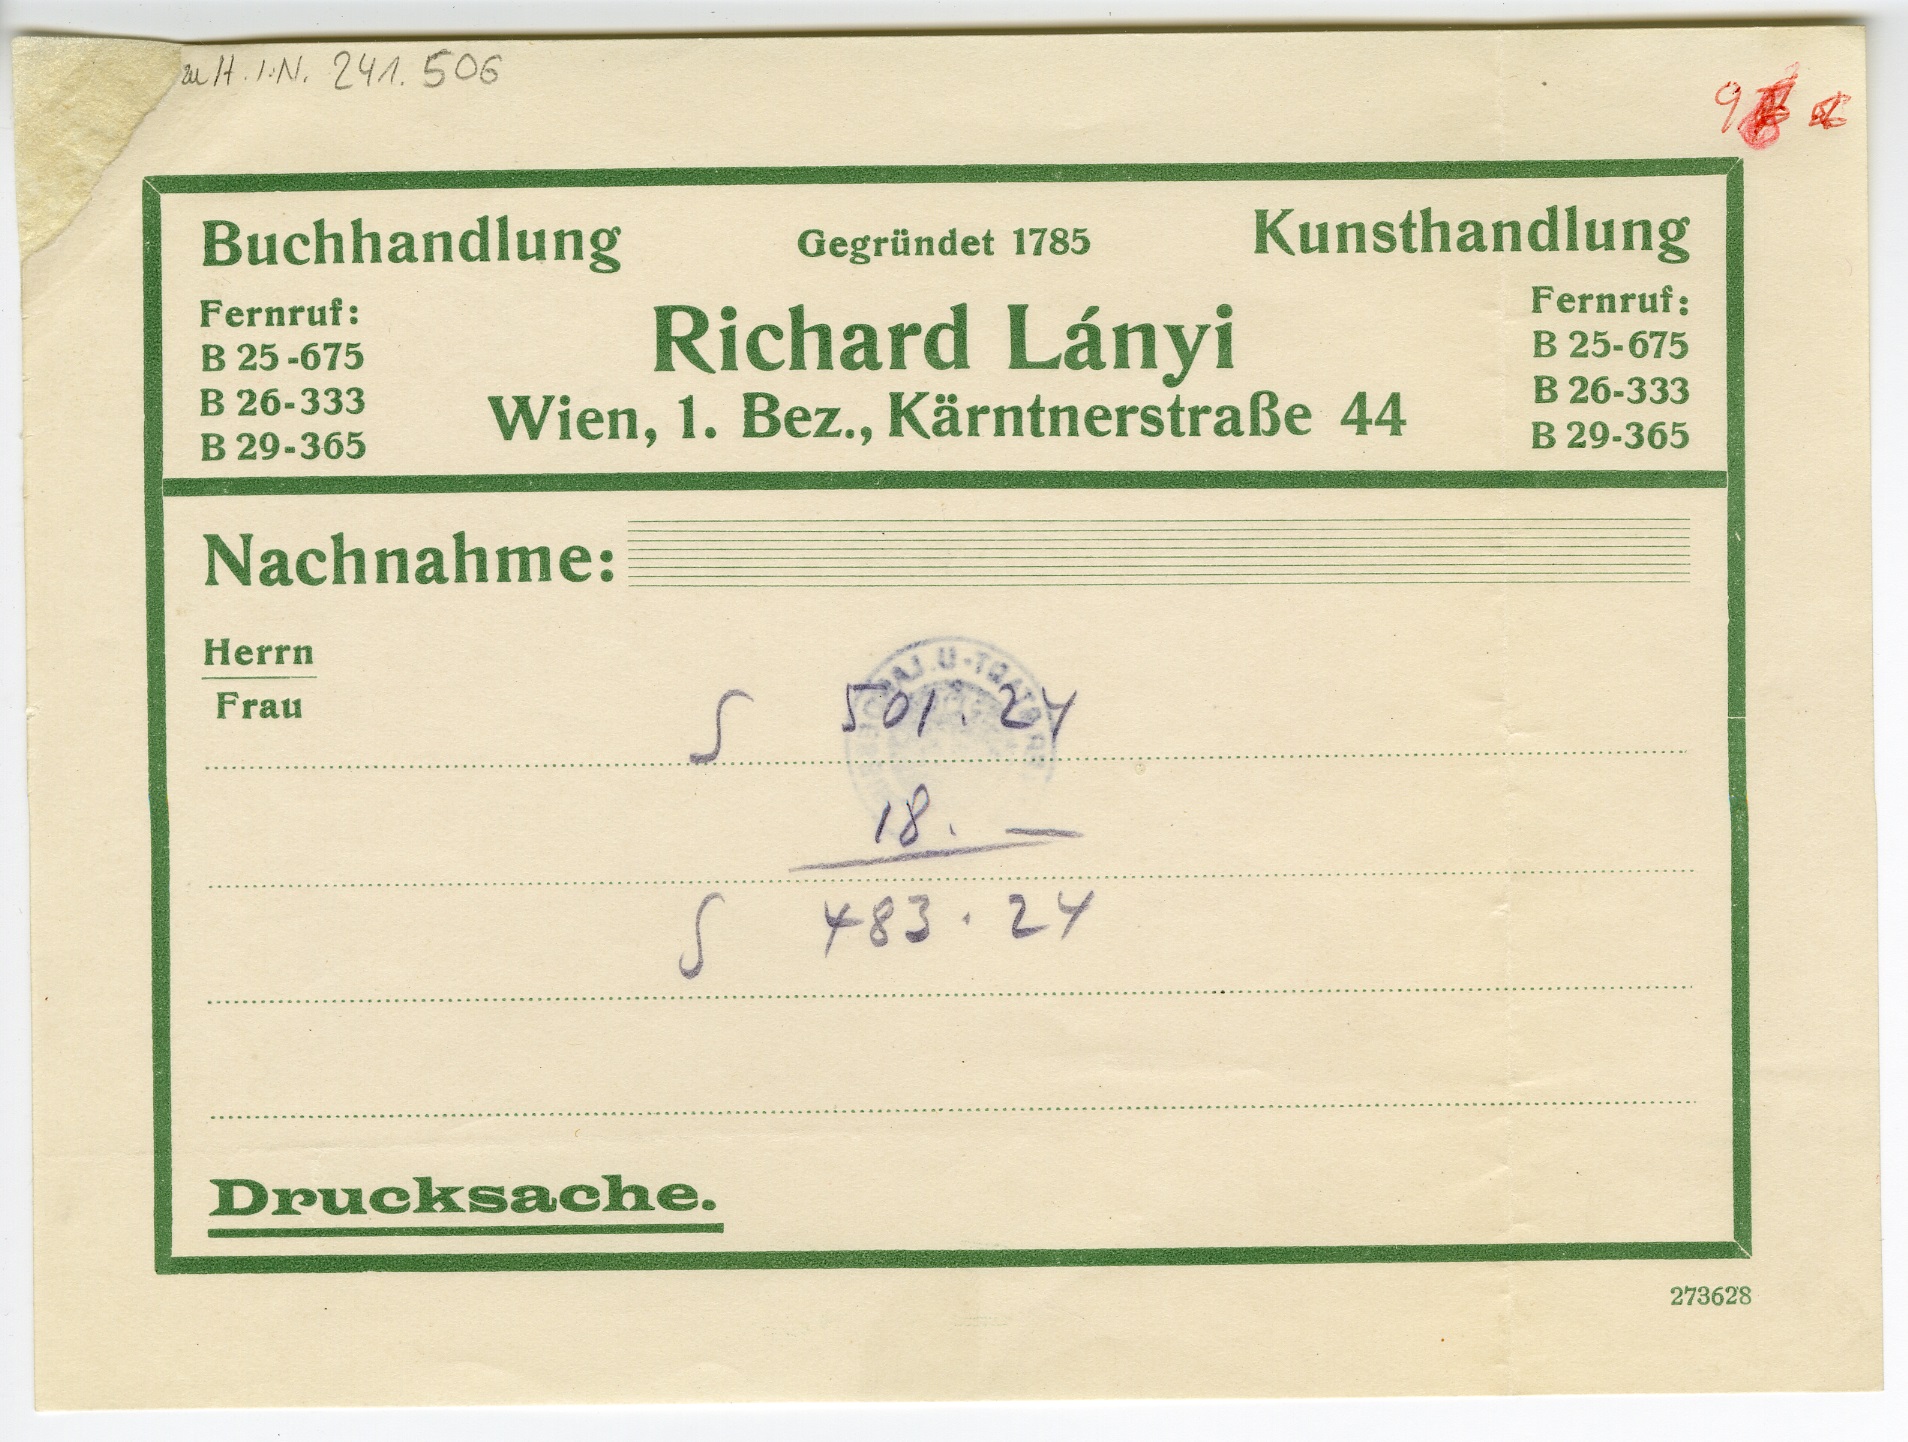 zu H.I.N. 241.506
Buchhandlung
Gegründet 1785
Kunsthandlung
Fernruf:
B 25-675
B 26-333
B 29-365
Richard Lányi
Wien, 1. Bez., Kärntnerstraße 44
Fernruf:
B 25-675
B 26-333
B 29-365
Nachnahme:
Herrn
Frau
S 501.24
18.—
S 483.24
Drucksache.
273628